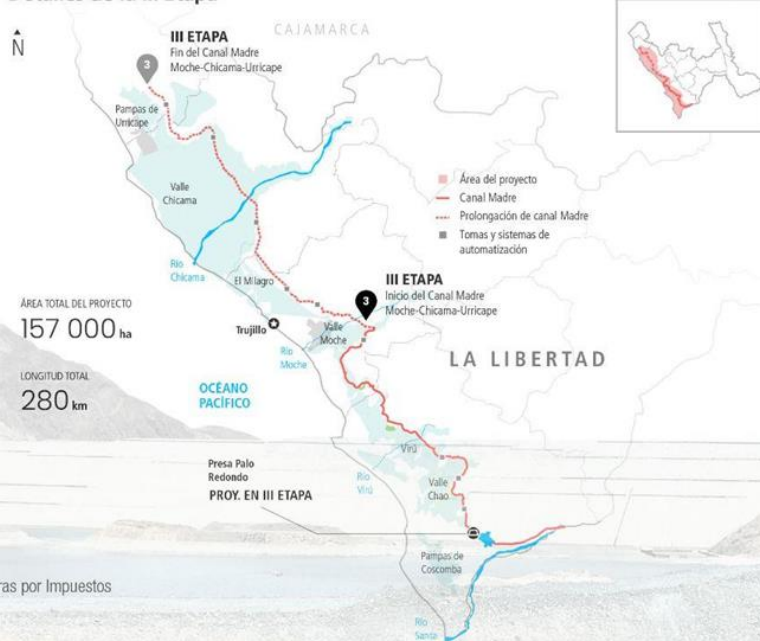 III Etapa
N
III ETAPA
Fin del Canal Madre
Moche-Chicama-Urricape
CAJAMARCA
3
Pampas de
Urricape
Valle
Chicama
Área del proyecto
Canal Madre
Prolongación de canal Madre
Tomas y sistemas de
automatización
Río
Chicama
El Milagro
III ETAPA
Inicio del Canal Madre
Moche-Chicama-Urricape
3
ÁREA TOTAL DEL PROYECTO
157 000 ha
Trujillo
Valle
Moche
Río
Moche
LA LIBERTAD
LONGITUD TOTAL
280 km
OCÉANO
PACÍFICO
Virú
Presa Palo
Redondo
PROY. EN III ETAPA
Río
Virú
Valle
Chao
Pampas de
Coscomba
ras por Impuestos
Río
Santa